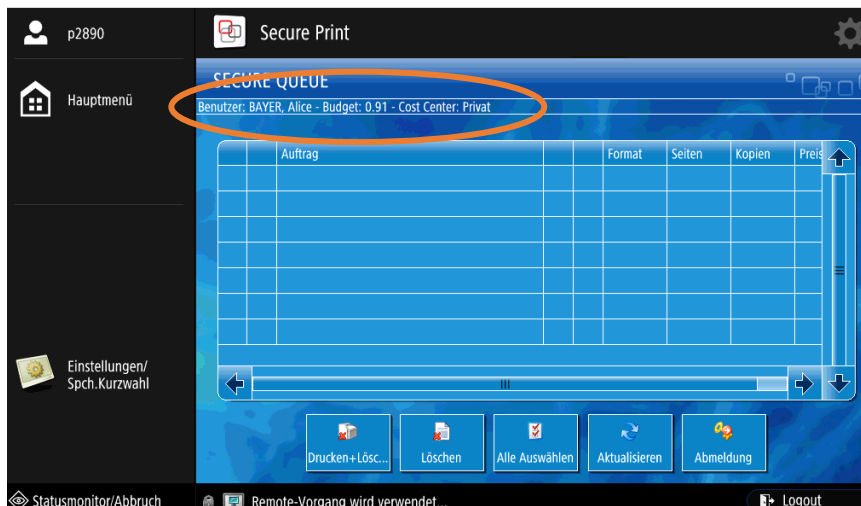 p2890
Secure Print
Hauptmenü
SECURE QUEUE
Benutzer: BAYER, Alice - Budget: 0.91 - Cost Center: Privat
Auftrag Format Seiten Kopien Preis
Einstellungen/
Spch.Kurzwahl
Drucken+Lösc... Löschen Alle Auswählen Aktualisieren Abmeldung
Statusmonitor/Abbruch Remote-Vorgang wird verwendet... Logout